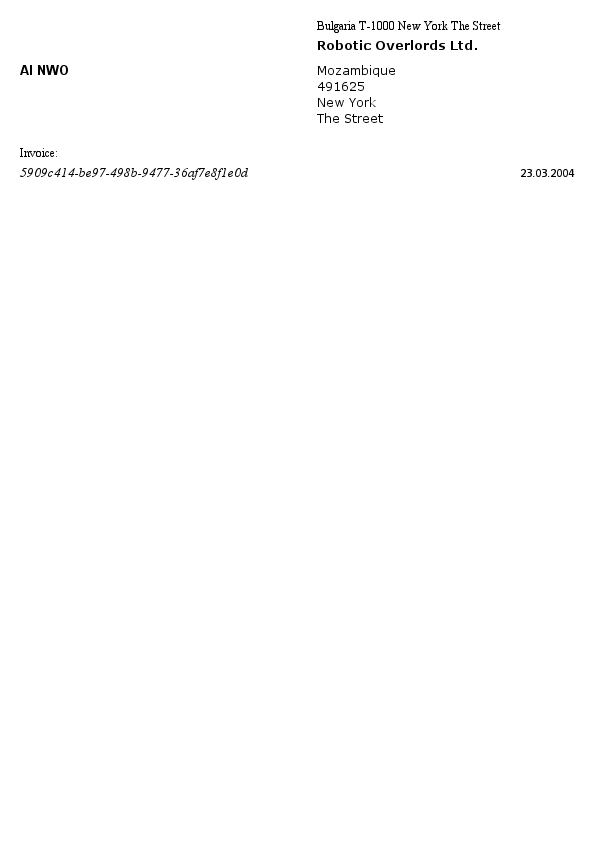 Bulgaria T-1000 New York The Street
Robotic Overlords Ltd.
AI NWO
Mozambique
491625
New York
The Street
Invoice:
5909c414-be97-498b-9477-36af7e8f1e0d
23.03.2004